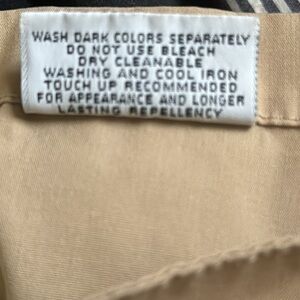 WASH DARK COLORS SEPARATELY
DO NOT USE BLEACH
DRY CLEANABLE
WASHING AND COOL IRON
TOUCH UP RECOMMENDED
FOR APPEARANCE AND LONGER
LASTING REPELLENCY